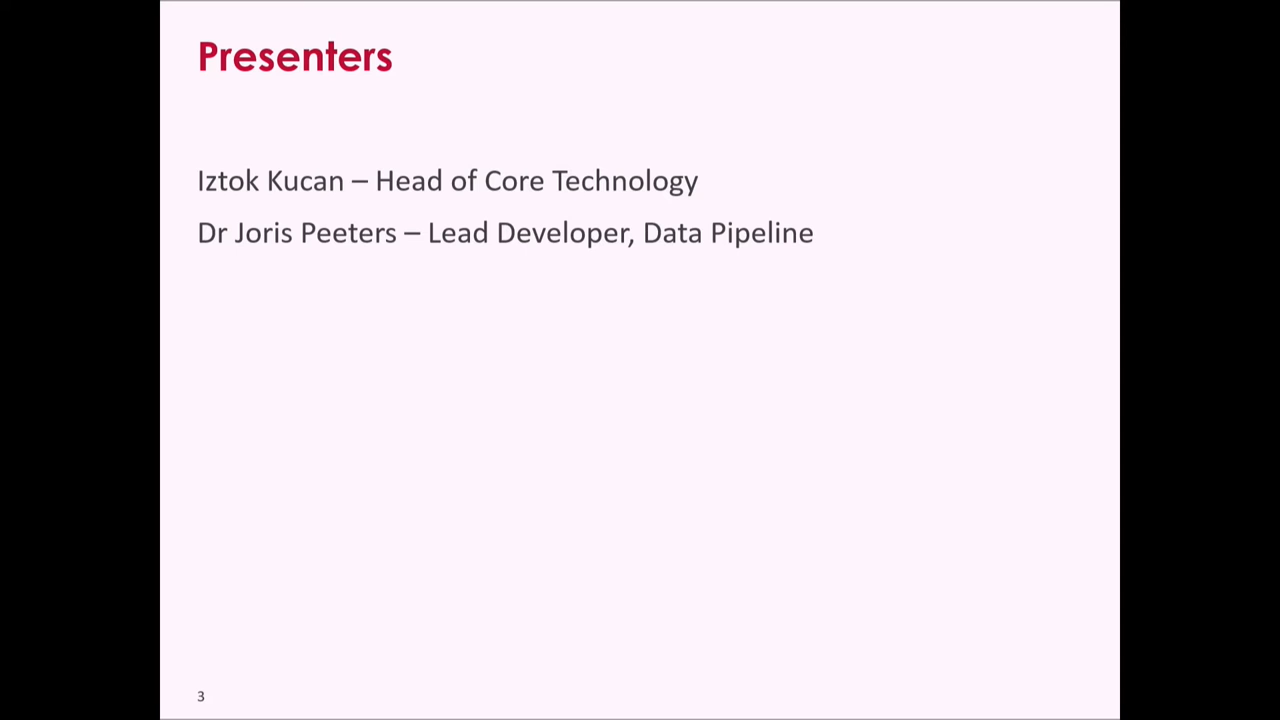 Presenters
Iztok Kucan – Head of Core Technology
Dr Joris Peeters – Lead Developer, Data Pipeline
3